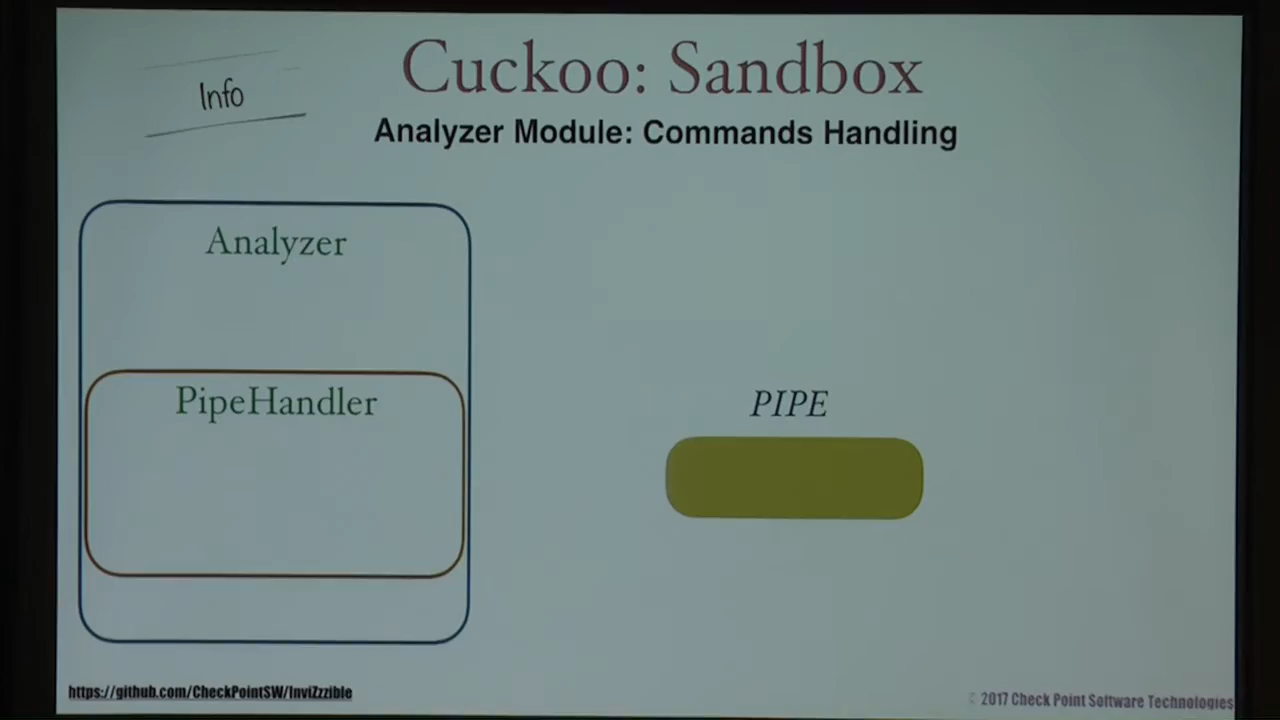 Info
Cuckoo: Sandbox
Analyzer Module: Commands Handling
Analyzer
PipeHandler
PIPE
https://github.com/CheckPointSW/InviZzzible
© 2017 Check Point Software Technologies